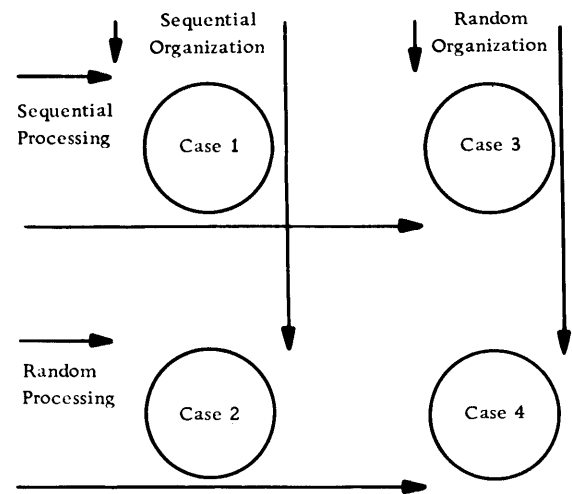 Sequential
Organization
Random
Organization
Sequential
Processing
Case 1
Case 3
Random
Processing
Case 2
Case 4